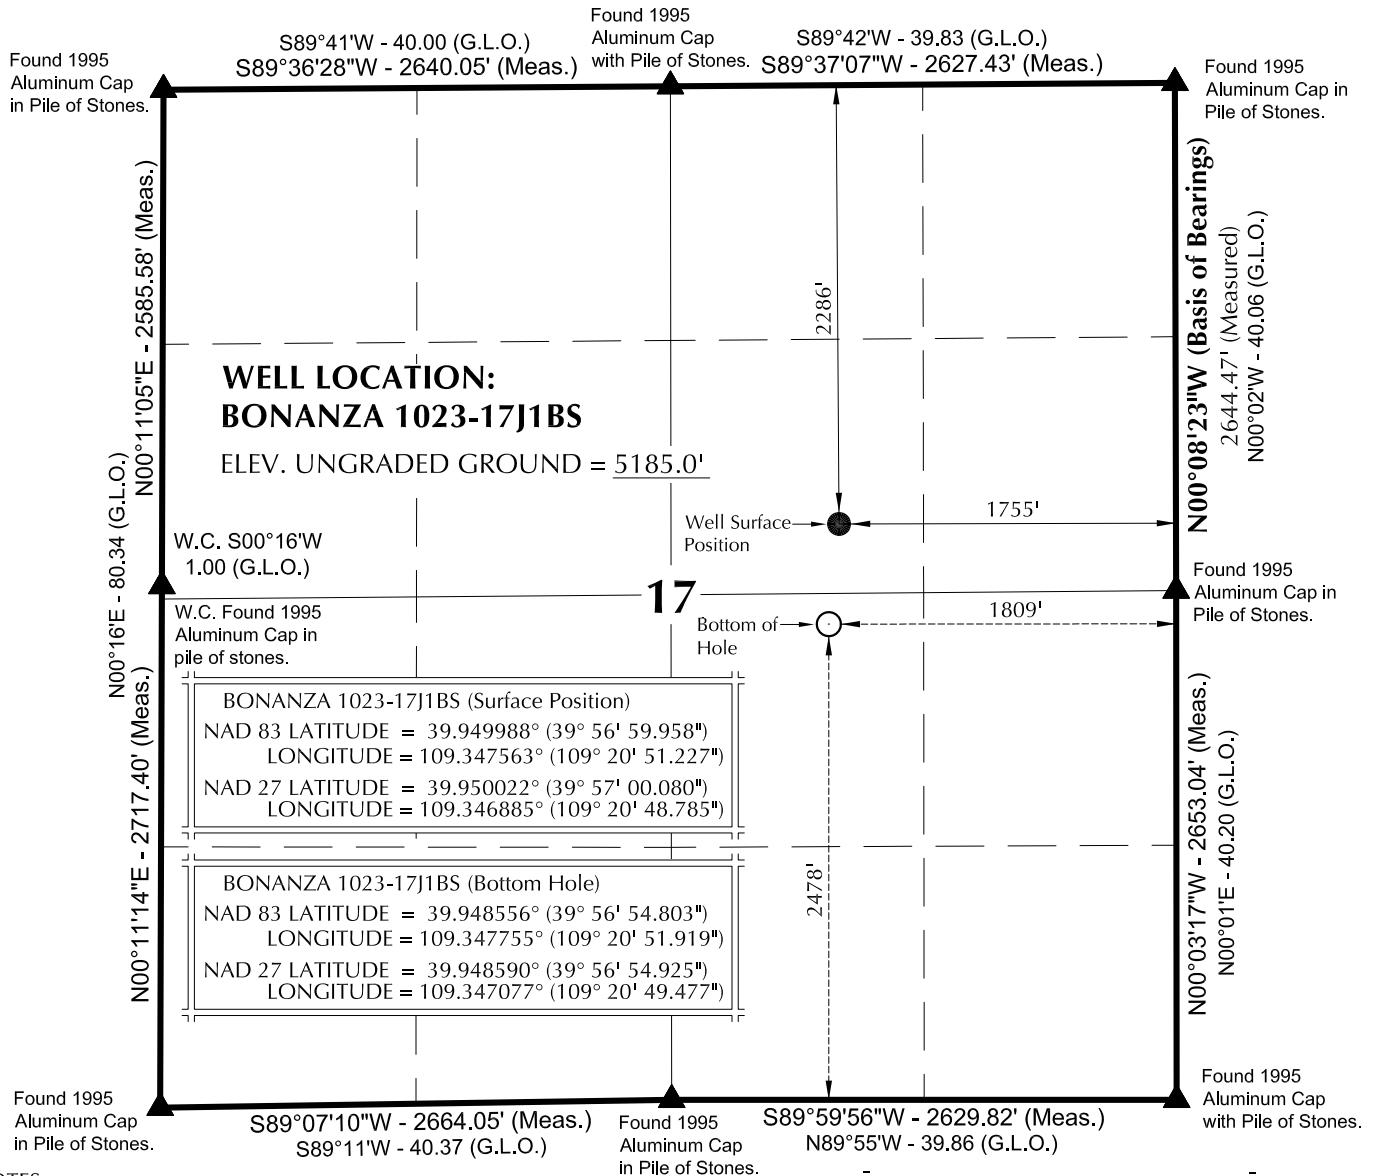 S89°41'W - 40.00 (G.L.O.)
S89°36'28"W - 2640.05' (Meas.)
Found 1995
Aluminum Cap
with Pile of Stones.
S89°42'W - 39.83 (G.L.O.)
S89°37'07"W - 2627.43' (Meas.)
Found 1995
Aluminum Cap
in Pile of Stones.
Found 1995
Aluminum Cap in
Pile of Stones.
N00°11'05"E - 2585.58' (Meas.)
N00°16'E - 80.34 (G.L.O.)
N00°11'14"E - 2717.40' (Meas.)
N00°08'23"W (Basis of Bearings)
2644.47' (Measured)
N00°02'W - 40.06 (G.L.O.)
2286'
WELL LOCATION:
BONANZA 1023-17J1BS
ELEV. UNGRADED GROUND = 5185.0'
Well Surface
Position
1755'
W.C. S00°16'W
1.00 (G.L.O.)
17
W.C. Found 1995
Aluminum Cap in
pile of stones.
Found 1995
Aluminum Cap in
Pile of Stones.
Bottom of
Hole
1809'
2478'
BONANZA 1023-17J1BS (Surface Position)
NAD 83 LATITUDE = 39.949988° (39° 56' 59.958")
LONGITUDE = 109.347563° (109° 20' 51.227")
NAD 27 LATITUDE = 39.950022° (39° 57' 00.080")
LONGITUDE = 109.346885° (109° 20' 48.785")
BONANZA 1023-17J1BS (Bottom Hole)
NAD 83 LATITUDE = 39.948556° (39° 56' 54.803")
LONGITUDE = 109.347755° (109° 20' 51.919")
NAD 27 LATITUDE = 39.948590° (39° 56' 54.925")
LONGITUDE = 109.347077° (109° 20' 49.477")
N00°03'17"W - 2653.04' (Meas.)
N00°01'E - 40.20 (G.L.O.)
Found 1995
Aluminum Cap
in Pile of Stones.
S89°07'10"W - 2664.05' (Meas.)
S89°11'W - 40.37 (G.L.O.)
Found 1995
Aluminum Cap
in Pile of Stones.
S89°59'56"W - 2629.82' (Meas.)
N89°55'W - 39.86 (G.L.O.)
Found 1995
Aluminum Cap
with Pile of Stones.